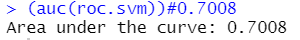 > (auc(roc.svm))#0.7008
Area under the curve: 0.7008